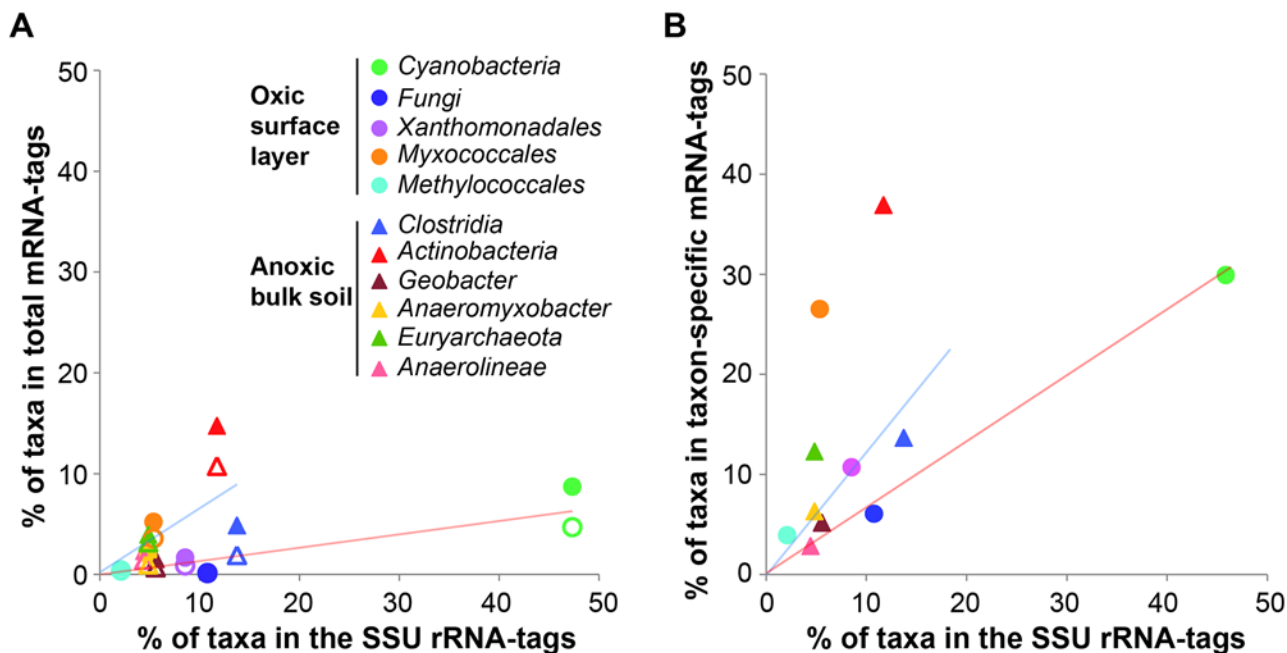 A
% of taxa in total mRNA-tags
50
40
30
20
10
0
0 10 20 30 40 50
% of taxa in the SSU rRNA-tags
Oxic
surface
layer
Cyanobacteria
Fungi
Xanthomonadales
Myxococcales
Methylococcales
Anoxic
bulk soil
Clostridia
Actinobacteria
Geobacter
Anaeromyxobacter
Euryarchaeota
Anaerolineae
B
% of taxa in taxon-specific mRNA-tags
50
40
30
20
10
0
0 10 20 30 40 50
% of taxa in the SSU rRNA-tags